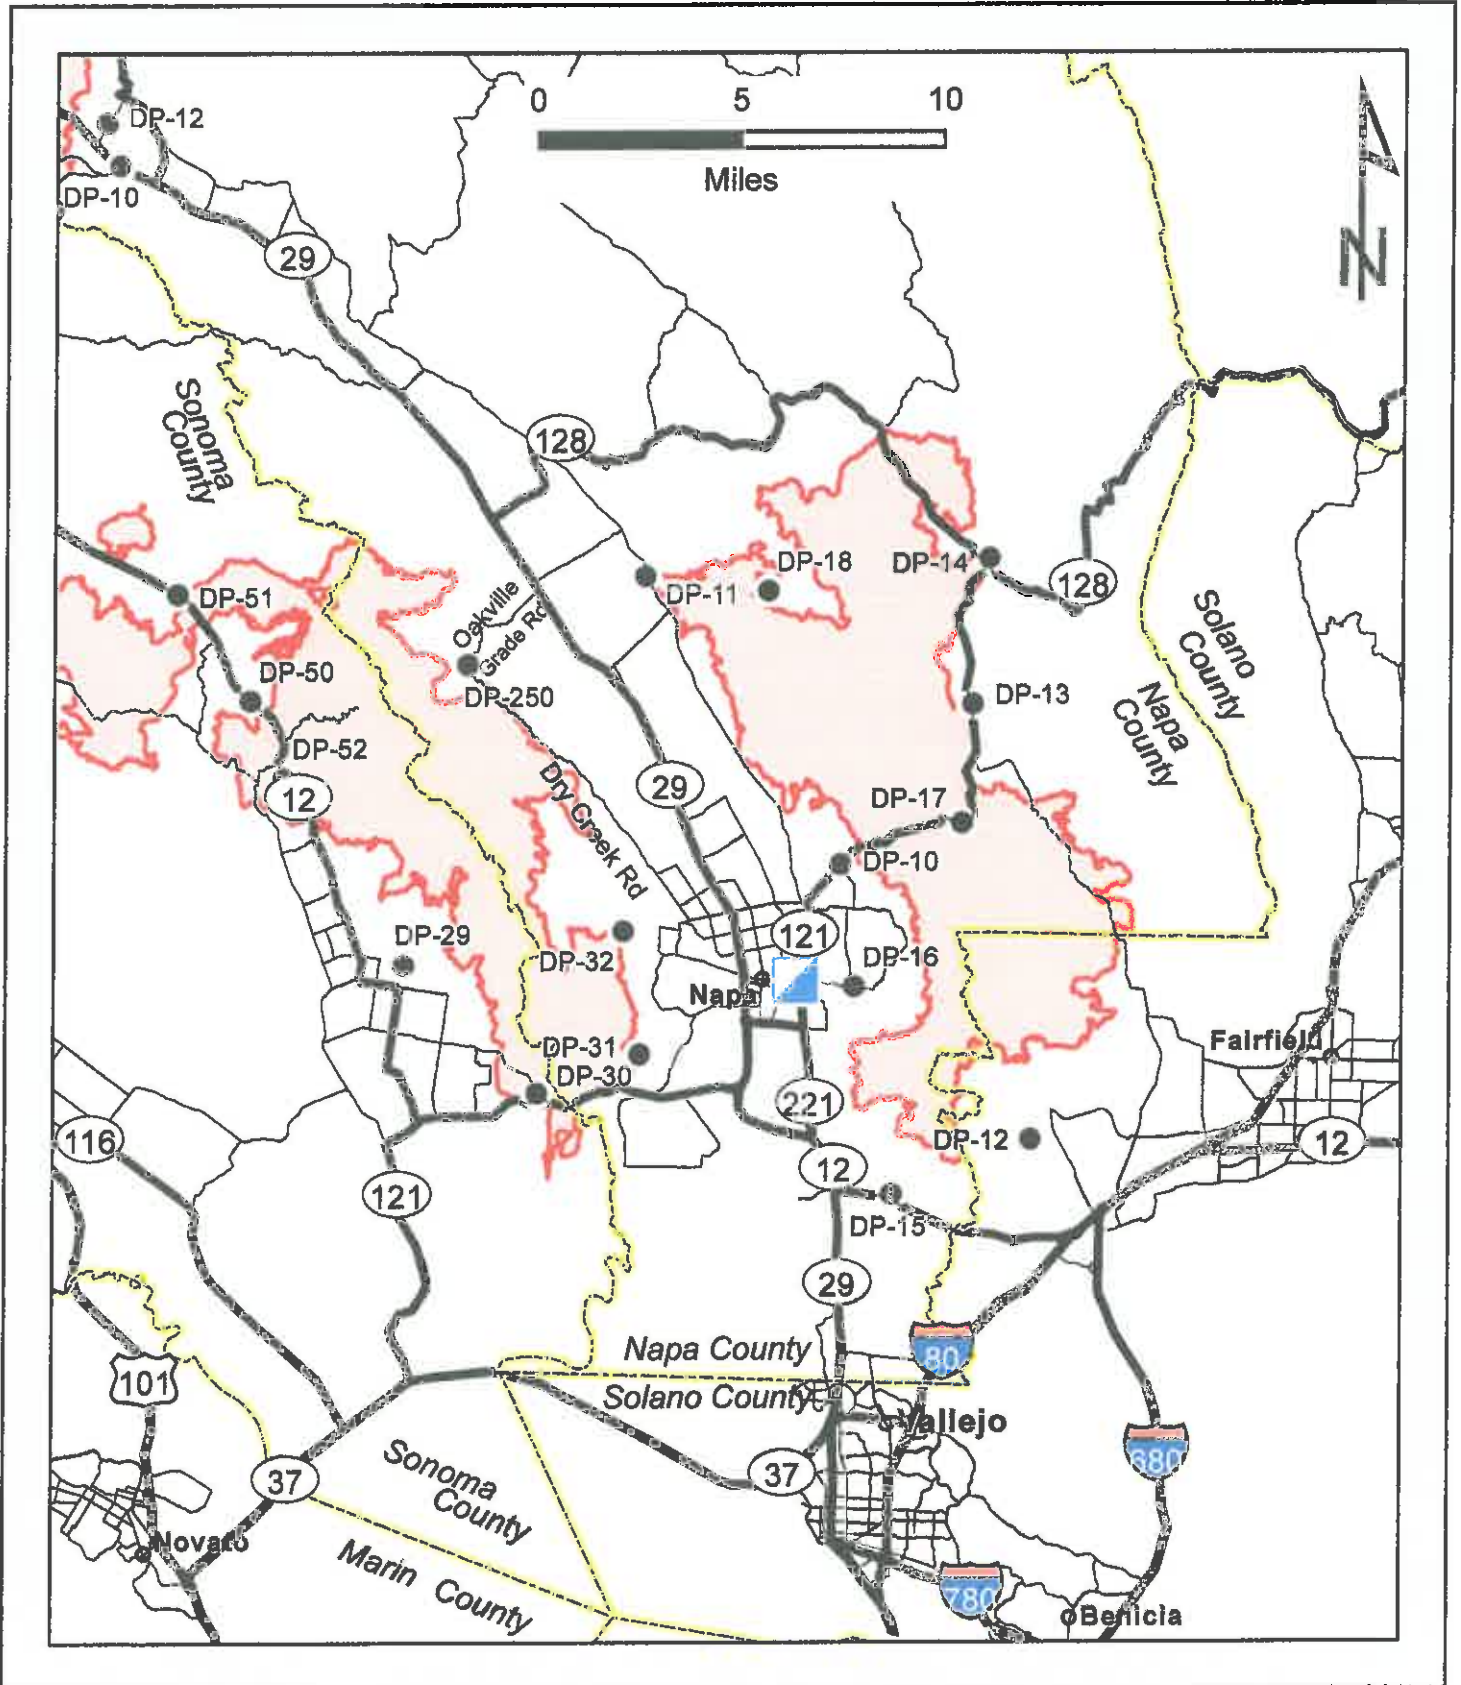 0 5 10
Miles
DP-12
DP-10
29
N
Sonoma
County
128
DP-51
DP-50
DP-52
12
Oakville
Grade Rd
DP-250
DP-11
DP-18
DP-14
128
DP-13
Solano
County
Napa
County
29
Dry Creek Rd
DP-17
DP-10
121
DP-16
DP-29
DP-32
Napa
DP-31
DP-30
Fairfield
221
116
DP-12
12
12
121
DP-15
29
Napa County
Solano County
80
101
Vallejo
37
37
680
Sonoma
County
Novato
Marin County
780
Benicia